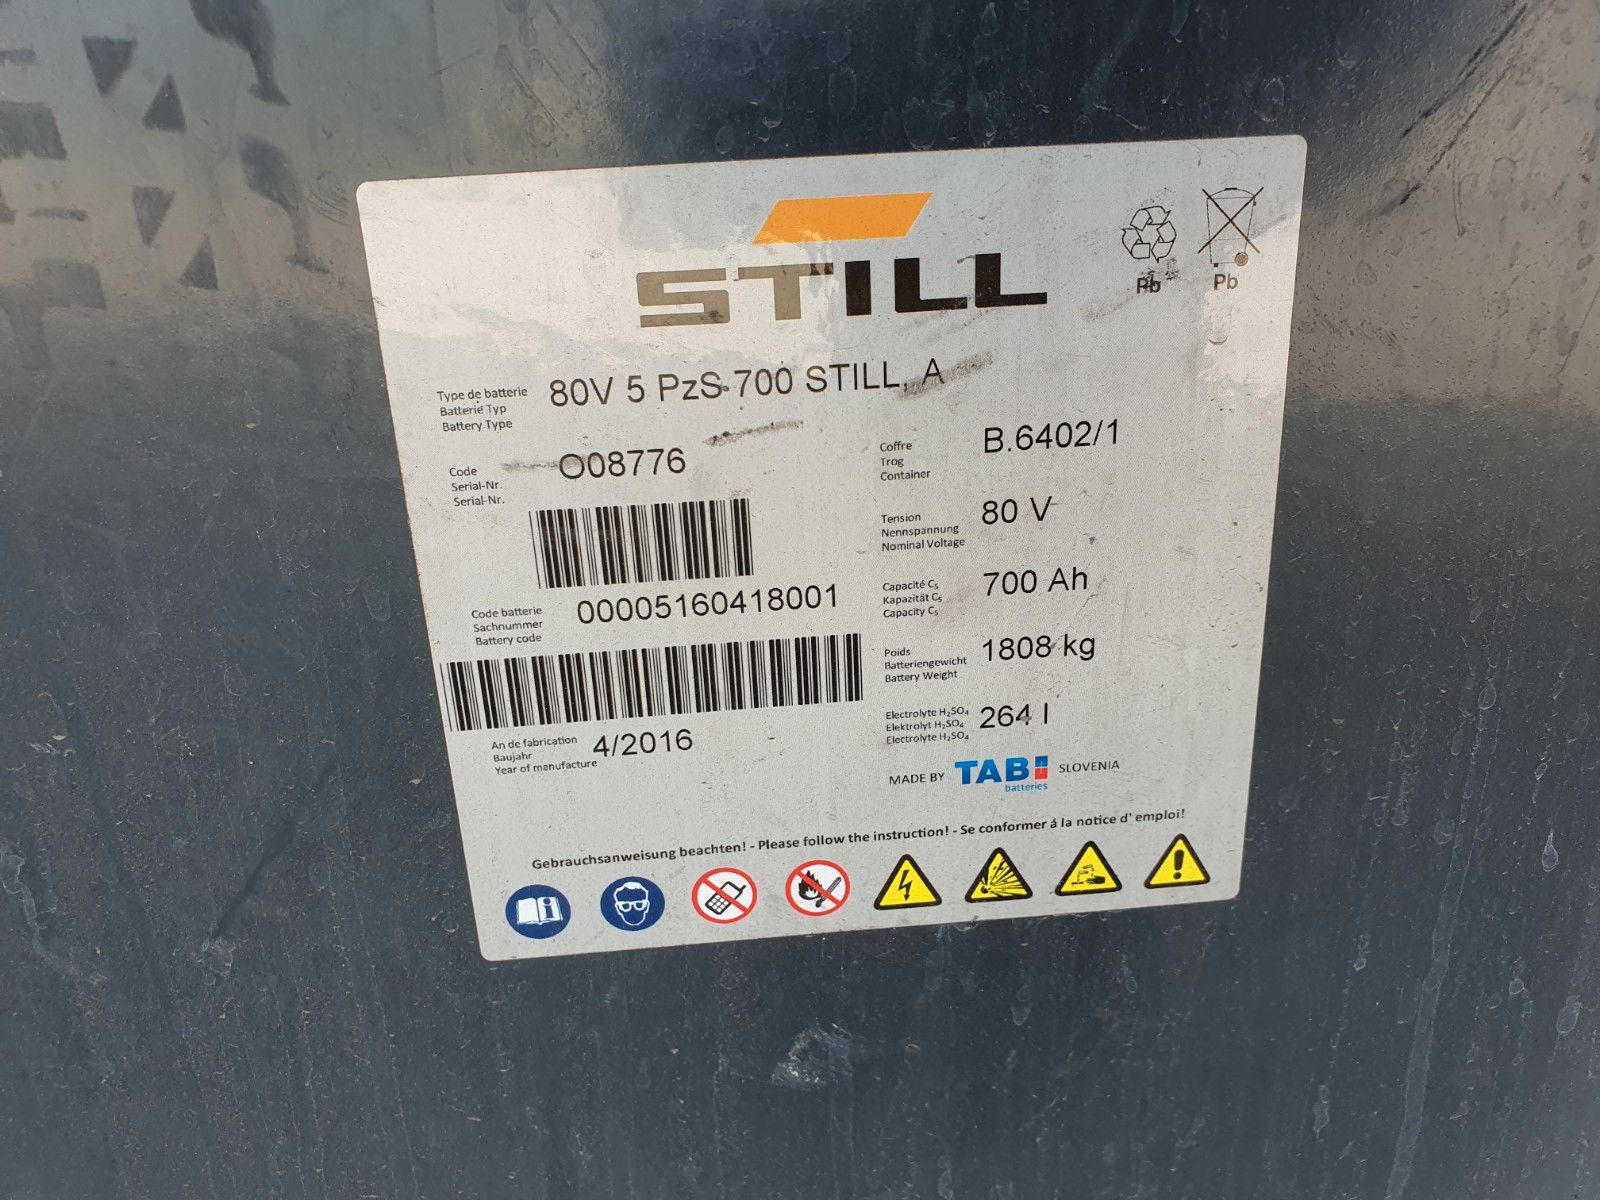 STILL
Pb
Pb
Type de batterie
Batterie Typ
Battery Type
80V 5 PzS 700 STILL, A
Code
Serial-Nr.
Serial-Nr.
O08776
Coffre
Trog
Container
B.6402/1
Tension
Nennspannung
Nominal Voltage
80 V
Code batterie
Sachnummer
Battery code
00005160418001
Capacité C₅
Kapazität C₅
Capacity C₅
700 Ah
Poids
Batteriengewicht
Battery Weight
1808 kg
Electrolyte H₂SO₄
Elektrolyt H₂SO₄
Electrolyte H₂SO₄
264 l
An de fabrication
Baujahr
Year of manufacture
4/2016
MADE BY TAB batteries SLOVENIA
Gebrauchsanweisung beachten! - Please follow the instruction! - Se conformer á la notice d' emploi!